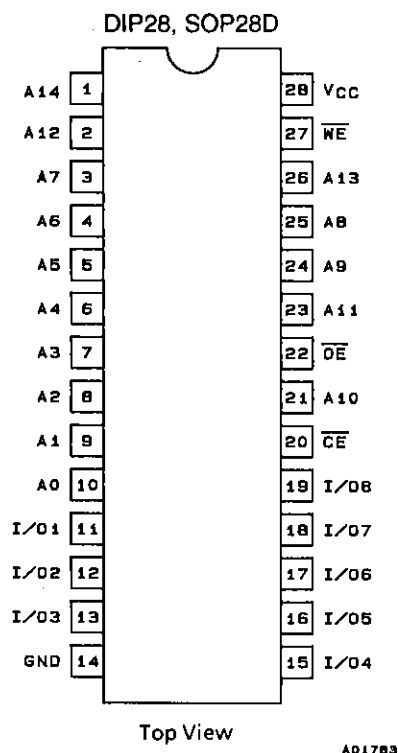 DIP28, SOP28D
A14 1 28 VCC
A12 2 27 WE
A7 3 26 A13
A6 4 25 A8
A5 5 24 A9
A4 6 23 A11
A3 7 22 OE
A2 8 21 A10
A1 9 20 CE
A0 10 19 I/O8
I/O1 11 18 I/O7
I/O2 12 17 I/O6
I/O3 13 16 I/O5
GND 14 15 I/O4
Top View
A01783